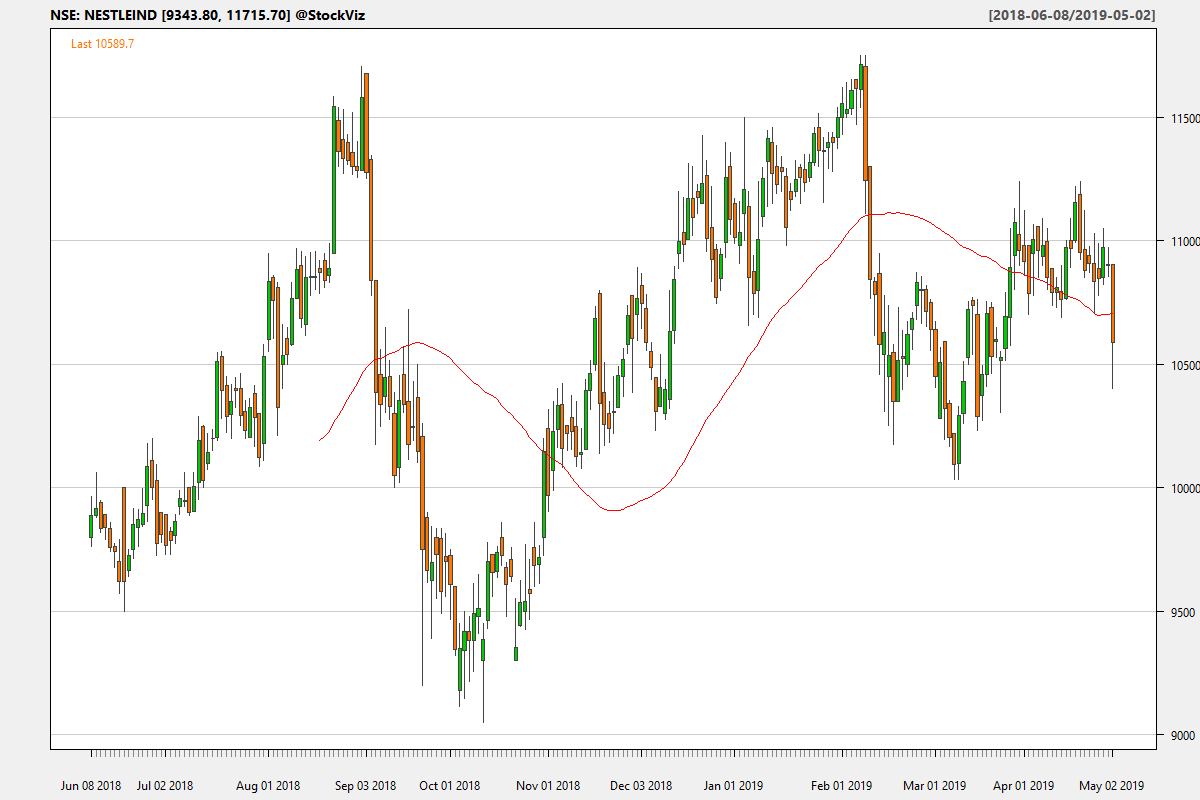 NSE: NESTLEIND [9343.80, 11715.70] @StockViz
[2018-06-08/2019-05-02]
Last 10589.7
11500
11000
10500
10000
9500
9000
Jun 08 2018 Jul 02 2018 Aug 01 2018 Sep 03 2018 Oct 01 2018 Nov 01 2018 Dec 03 2018 Jan 01 2019 Feb 01 2019 Mar 01 2019 Apr 01 2019 May 02 2019